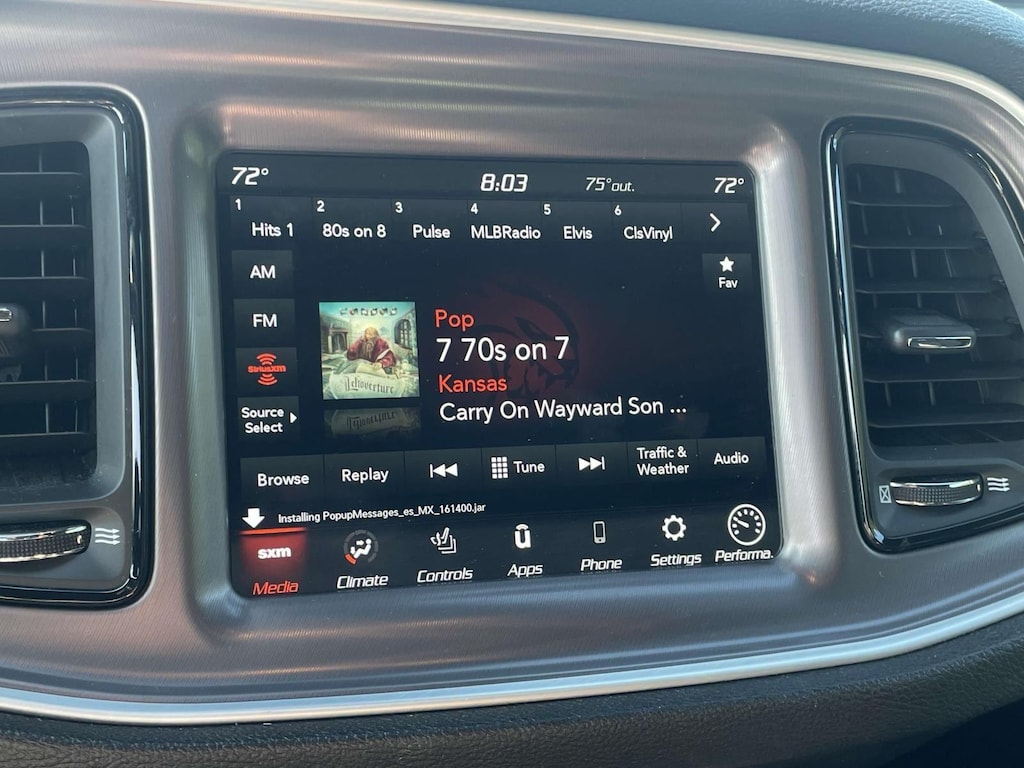 72°
8:03
75°out.
72°
1
2
3
4
5
6
Hits 1
80s on 8
Pulse
MLBRadio
Elvis
ClsVinyl
AM
Fav
FM
Pop
7 70s on 7
SiriusXM
Kansas
Leftoverture
Carry On Wayward Son ...
Source
Select
Browse
Replay
Tune
Traffic &
Weather
Audio
Installing PopupMessages_es_MX_161400.jar
sxm
Media
Climate
Controls
Apps
Phone
Settings
Performa.